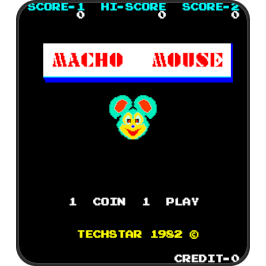 SCORE-1 HI-SCORE SCORE-2
0 0 0
MACHO MOUSE
1 COIN 1 PLAY
TECHSTAR 1982 ©
CREDIT-0